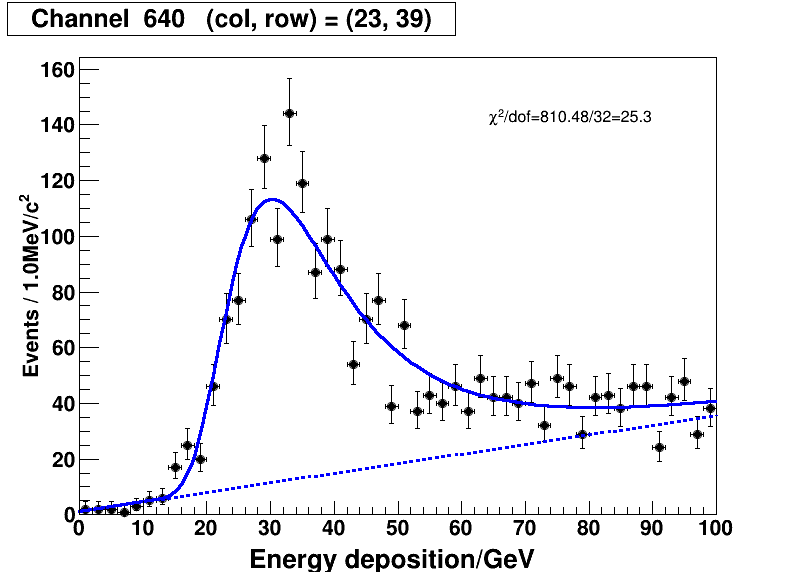 Channel  640   (col, row) = (23, 39)
160
140
120
100
80
60
40
20
0
Events / 1.0MeV/c²
χ²/dof=810.48/32=25.3
0 10 20 30 40 50 60 70 80 90 100
Energy deposition/GeV